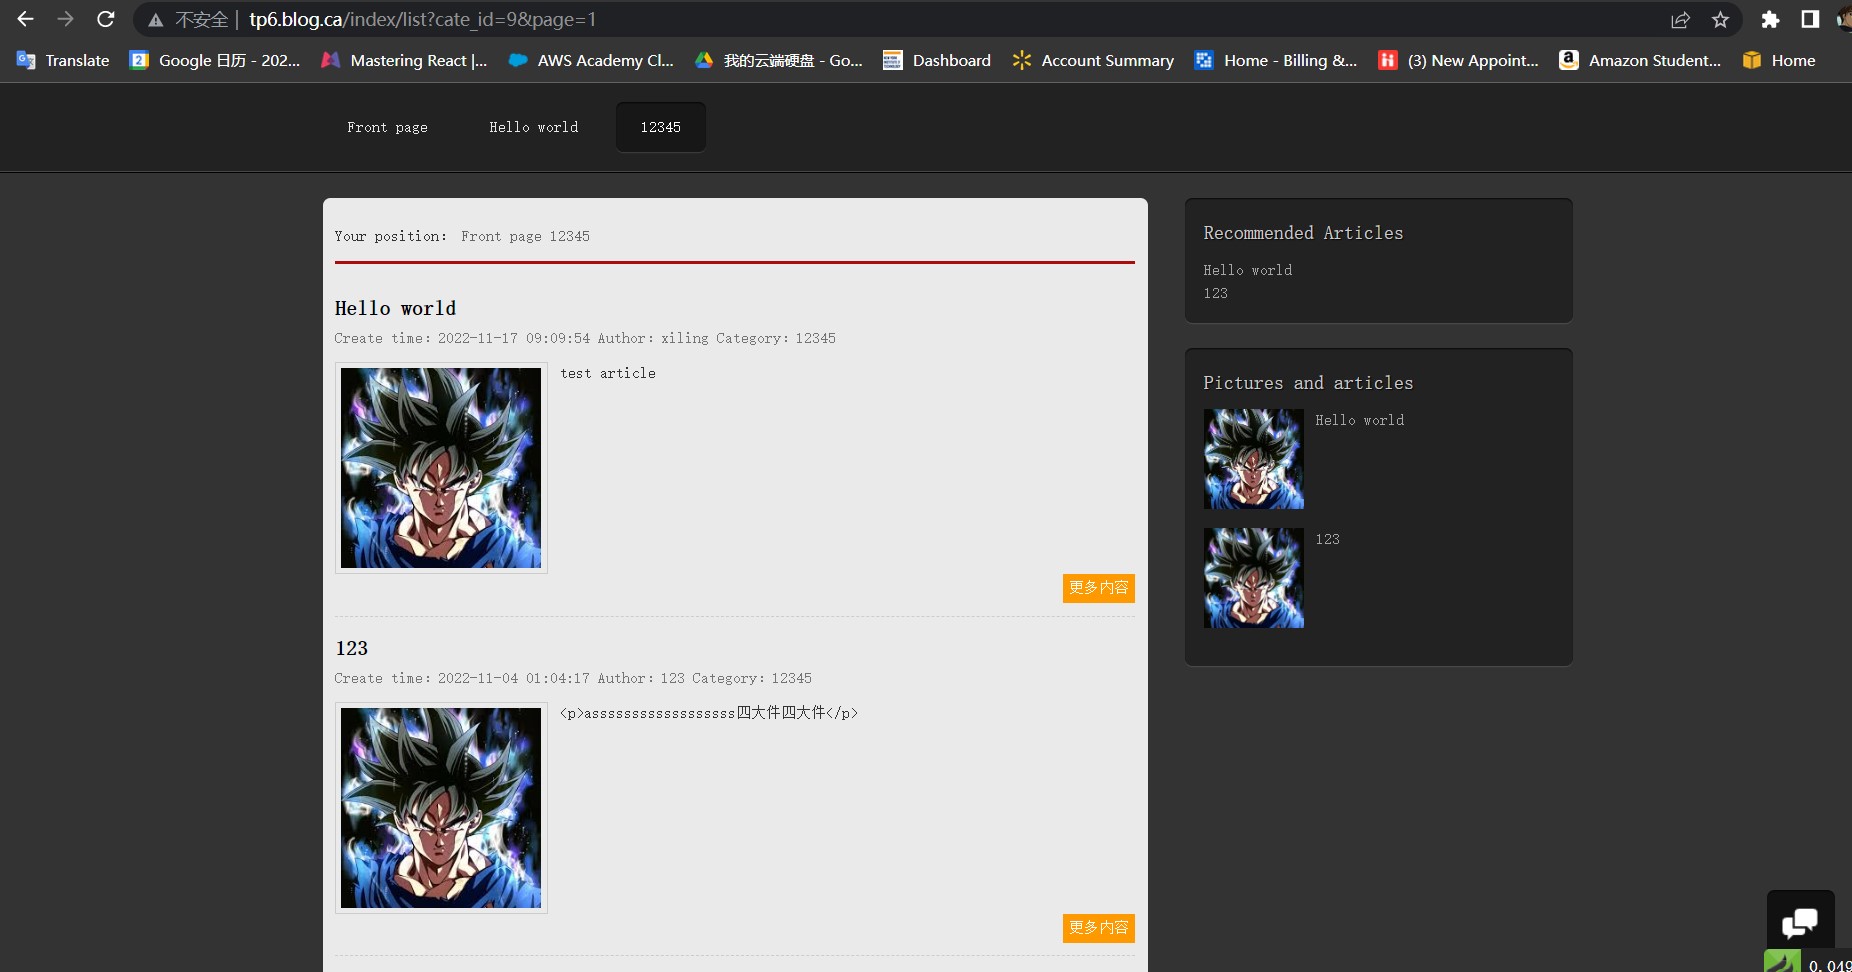 不安全 | tp6.blog.ca/index/list?cate_id=9&page=1
Translate
Google 日历 - 202...
Mastering React |...
AWS Academy Cl...
我的云端硬盘 - Go...
Dashboard
Account Summary
Home - Billing &...
(3) New Appoint...
Amazon Student...
Home
Front page
Hello world
12345
Your position: Front page 12345
Hello world
Create time: 2022-11-17 09:09:54 Author: xiling Category: 12345
test article
更多内容
123
Create time: 2022-11-04 01:04:17 Author: 123 Category: 12345
<p>asssssssssssssssssss四大件四大件</p>
更多内容
Recommended Articles
Hello world
123
Pictures and articles
Hello world
123